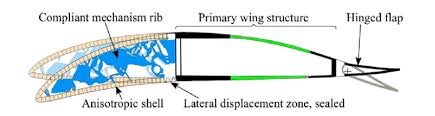 Compliant mechanism rib
Primary wing structure
Hinged flap
Anisotropic shell
Lateral displacement zone, sealed